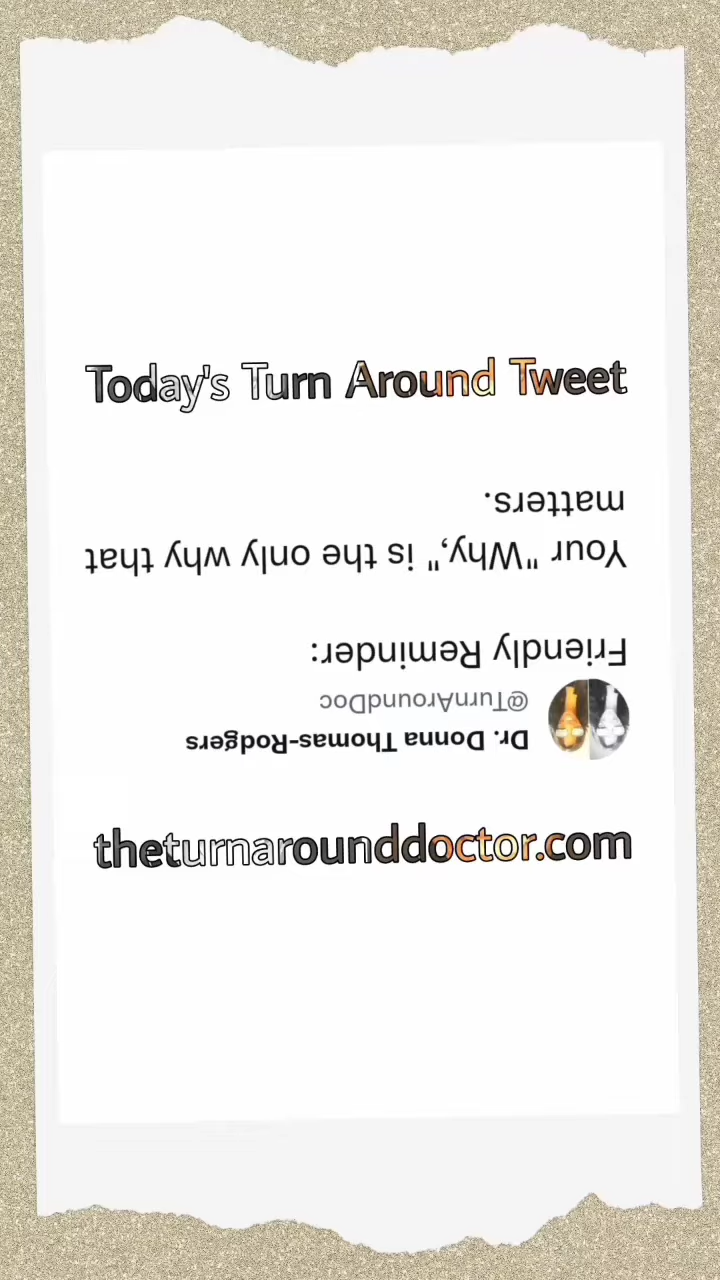 Today's Turn Around Tweet
Dr. Donna Thomas-Rodgers
@TurnAroundDoc
Friendly Reminder:
Your "Why," is the only why that
matters.
theturnarounddoctor.com